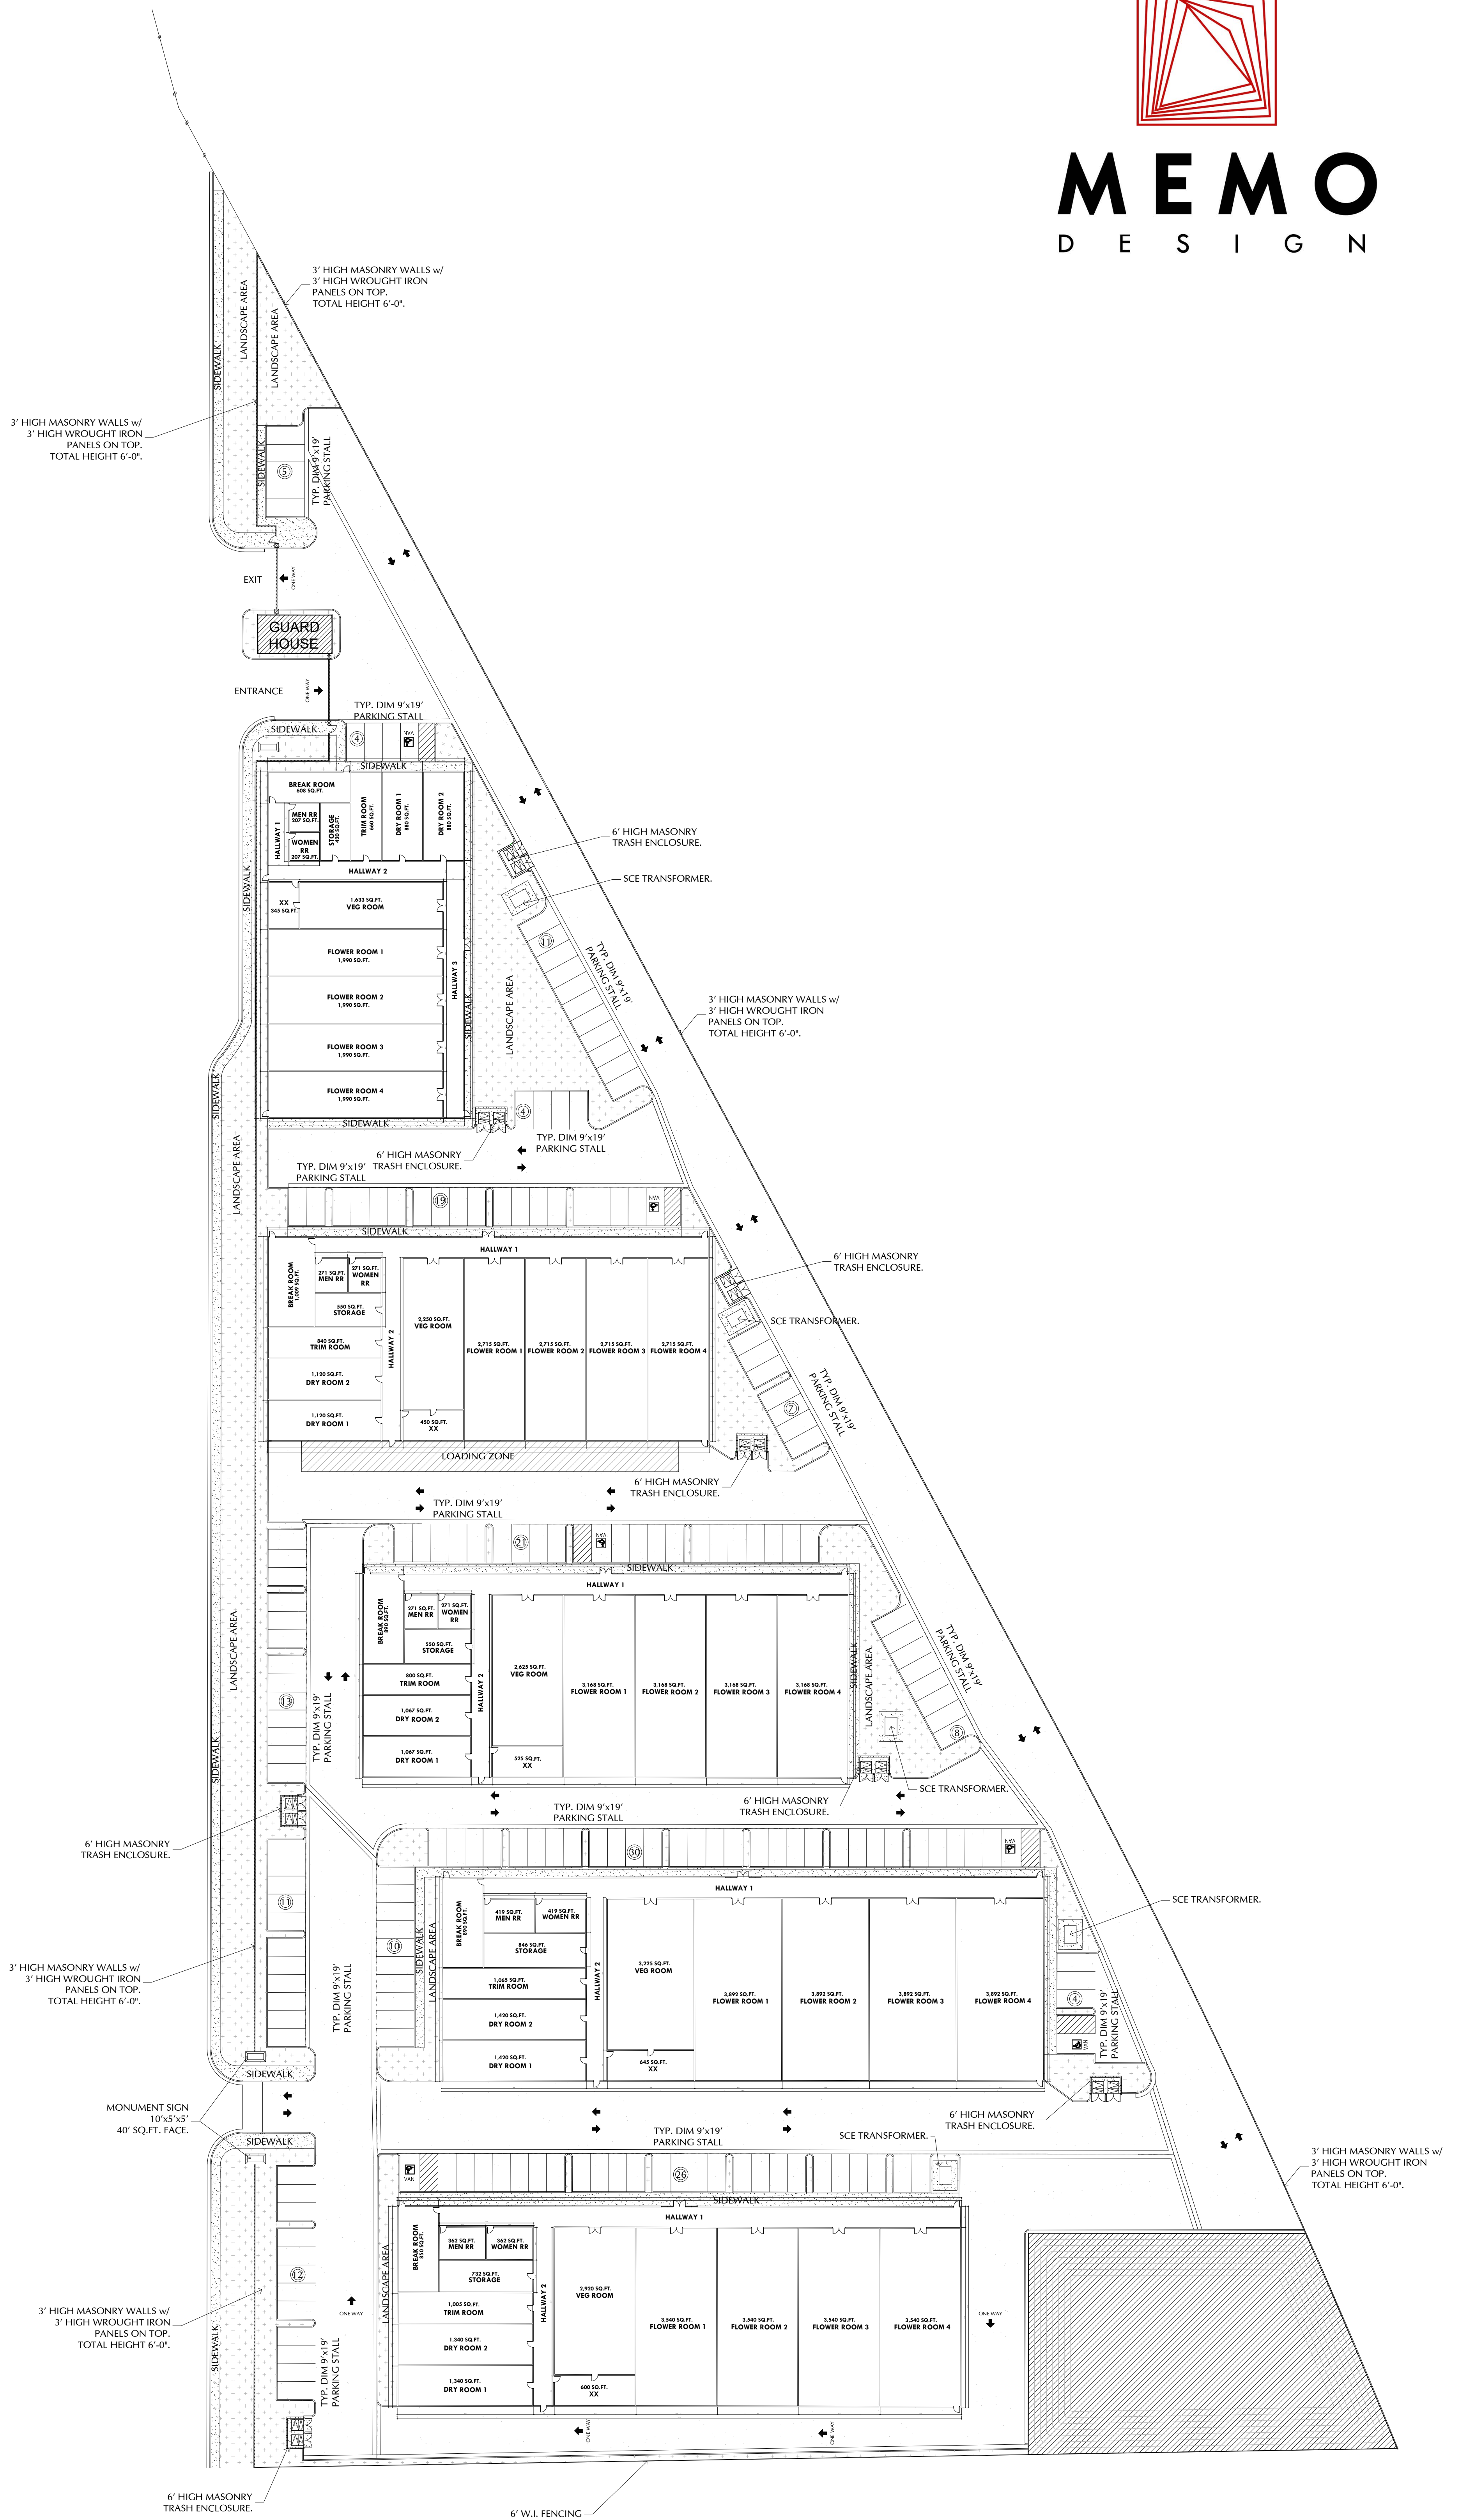 MEMO
DESIGN
3' HIGH MASONRY WALLS w/
3' HIGH WROUGHT IRON
PANELS ON TOP.
TOTAL HEIGHT 6'-0".
LANDSCAPE AREA
LANDSCAPE AREA
SIDEWALK
3' HIGH MASONRY WALLS w/
3' HIGH WROUGHT IRON
PANELS ON TOP.
TOTAL HEIGHT 6'-0".
SIDEWALK
5
TYP. DIM 9'x19'
PARKING STALL
EXIT
ONE WAY
GUARD
HOUSE
ENTRANCE
ONE WAY
TYP. DIM 9'x19'
PARKING STALL
SIDEWALK
4
VAN
SIDEWALK
BREAK ROOM
608 SQ.FT.
MEN RR
207 SQ.FT.
WOMEN
RR
207 SQ.FT.
STORAGE
420 SQ.FT.
TRIM ROOM
660 SQ.FT.
DRY ROOM 1
880 SQ.FT.
DRY ROOM 2
880 SQ.FT.
HALLWAY 1
HALLWAY 2
6' HIGH MASONRY
TRASH ENCLOSURE.
SCE TRANSFORMER.
SIDEWALK
XX
345 SQ.FT.
1,633 SQ.FT.
VEG ROOM
11
TYP. DIM 9'x19'
PARKING STALL
FLOWER ROOM 1
1,990 SQ.FT.
HALLWAY 3
FLOWER ROOM 2
1,990 SQ.FT.
SIDEWALK
LANDSCAPE AREA
3' HIGH MASONRY WALLS w/
3' HIGH WROUGHT IRON
PANELS ON TOP.
TOTAL HEIGHT 6'-0".
FLOWER ROOM 3
1,990 SQ.FT.
FLOWER ROOM 4
1,990 SQ.FT.
SIDEWALK
SIDEWALK
4
TYP. DIM 9'x19'
PARKING STALL
6' HIGH MASONRY
TRASH ENCLOSURE.
TYP. DIM 9'x19'
PARKING STALL
LANDSCAPE AREA
19
VAN
SIDEWALK
HALLWAY 1
BREAK ROOM
1,009 SQ.FT.
271 SQ.FT.
MEN RR
271 SQ.FT.
WOMEN
RR
550 SQ.FT.
STORAGE
2,250 SQ.FT.
VEG ROOM
840 SQ.FT.
TRIM ROOM
HALLWAY 2
2,715 SQ.FT.
FLOWER ROOM 1
2,715 SQ.FT.
FLOWER ROOM 2
2,715 SQ.FT.
FLOWER ROOM 3
2,715 SQ.FT.
FLOWER ROOM 4
1,120 SQ.FT.
DRY ROOM 2
1,120 SQ.FT.
DRY ROOM 1
450 SQ.FT.
XX
6' HIGH MASONRY
TRASH ENCLOSURE.
SCE TRANSFORMER.
TYP. DIM 9'x19'
PARKING STALL
7
LOADING ZONE
6' HIGH MASONRY
TRASH ENCLOSURE.
TYP. DIM 9'x19'
PARKING STALL
21
VAN
SIDEWALK
HALLWAY 1
BREAK ROOM
890 SQ.FT.
271 SQ.FT.
MEN RR
271 SQ.FT.
WOMEN
RR
550 SQ.FT.
STORAGE
800 SQ.FT.
TRIM ROOM
1,067 SQ.FT.
DRY ROOM 2
1,067 SQ.FT.
DRY ROOM 1
HALLWAY 2
2,625 SQ.FT.
VEG ROOM
525 SQ.FT.
XX
3,168 SQ.FT.
FLOWER ROOM 1
3,168 SQ.FT.
FLOWER ROOM 2
3,168 SQ.FT.
FLOWER ROOM 3
3,168 SQ.FT.
FLOWER ROOM 4
SIDEWALK
LANDSCAPE AREA
TYP. DIM 9'x19'
PARKING STALL
8
SCE TRANSFORMER.
6' HIGH MASONRY
TRASH ENCLOSURE.
LANDSCAPE AREA
13
TYP. DIM 9'x19'
PARKING STALL
SIDEWALK
TYP. DIM 9'x19'
PARKING STALL
6' HIGH MASONRY
TRASH ENCLOSURE.
11
30
VAN
HALLWAY 1
BREAK ROOM
890 SQ.FT.
419 SQ.FT.
MEN RR
419 SQ.FT.
WOMEN RR
846 SQ.FT.
STORAGE
1,065 SQ.FT.
TRIM ROOM
1,420 SQ.FT.
DRY ROOM 2
1,420 SQ.FT.
DRY ROOM 1
HALLWAY 2
3,225 SQ.FT.
VEG ROOM
645 SQ.FT.
XX
3,892 SQ.FT.
FLOWER ROOM 1
3,892 SQ.FT.
FLOWER ROOM 2
3,892 SQ.FT.
FLOWER ROOM 3
3,892 SQ.FT.
FLOWER ROOM 4
SCE TRANSFORMER.
10
SIDEWALK
LANDSCAPE AREA
3' HIGH MASONRY WALLS w/
3' HIGH WROUGHT IRON
PANELS ON TOP.
TOTAL HEIGHT 6'-0".
TYP. DIM 9'x19'
PARKING STALL
4
TYP. DIM 9'x19'
PARKING STALL
VAN
SIDEWALK
MONUMENT SIGN
10'x5'x5'
40' SQ.FT. FACE.
SIDEWALK
6' HIGH MASONRY
TRASH ENCLOSURE.
TYP. DIM 9'x19'
PARKING STALL
SCE TRANSFORMER.
3' HIGH MASONRY WALLS w/
3' HIGH WROUGHT IRON
PANELS ON TOP.
TOTAL HEIGHT 6'-0".
VAN
26
SIDEWALK
HALLWAY 1
BREAK ROOM
850 SQ.FT.
362 SQ.FT.
MEN RR
362 SQ.FT.
WOMEN RR
732 SQ.FT.
STORAGE
1,005 SQ.FT.
TRIM ROOM
1,340 SQ.FT.
DRY ROOM 2
1,340 SQ.FT.
DRY ROOM 1
HALLWAY 2
2,920 SQ.FT.
VEG ROOM
600 SQ.FT.
XX
3,540 SQ.FT.
FLOWER ROOM 1
3,540 SQ.FT.
FLOWER ROOM 2
3,540 SQ.FT.
FLOWER ROOM 3
3,540 SQ.FT.
FLOWER ROOM 4
ONE WAY
LANDSCAPE AREA
12
ONE WAY
3' HIGH MASONRY WALLS w/
3' HIGH WROUGHT IRON
PANELS ON TOP.
TOTAL HEIGHT 6'-0"
SIDEWALK
TYP. DIM 9'x19'
PARKING STALL
ONE WAY
ONE WAY
6' HIGH MASONRY
TRASH ENCLOSURE.
6' W.I. FENCING